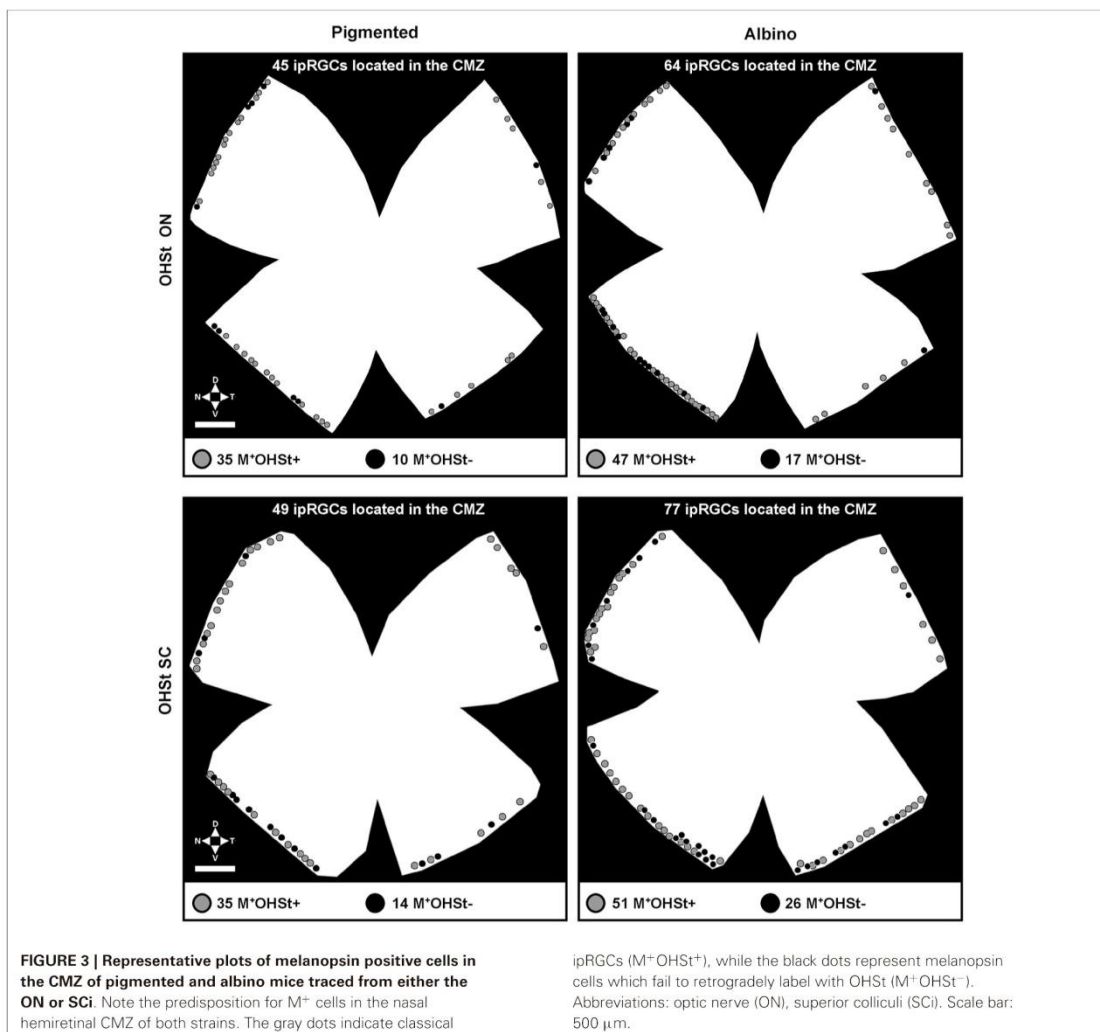 Pigmented
Albino
OHSt ON
45 ipRGCs located in the CMZ
D
N T
V
35 M⁺OHSt+ 10 M⁺OHSt-
64 ipRGCs located in the CMZ
47 M⁺OHSt+ 17 M⁺OHSt-
OHSt SC
49 ipRGCs located in the CMZ
D
N T
V
35 M⁺OHSt+ 14 M⁺OHSt-
77 ipRGCs located in the CMZ
51 M⁺OHSt+ 26 M⁺OHSt-
FIGURE 3 | Representative plots of melanopsin positive cells in
the CMZ of pigmented and albino mice traced from either the
ON or SCi. Note the predisposition for M⁺ cells in the nasal
hemiretinal CMZ of both strains. The gray dots indicate classical
ipRGCs (M⁺OHSt⁺), while the black dots represent melanopsin
cells which fail to retrogradely label with OHSt (M⁺OHSt⁻).
Abbreviations: optic nerve (ON), superior colliculi (SCi). Scale bar:
500 μm.